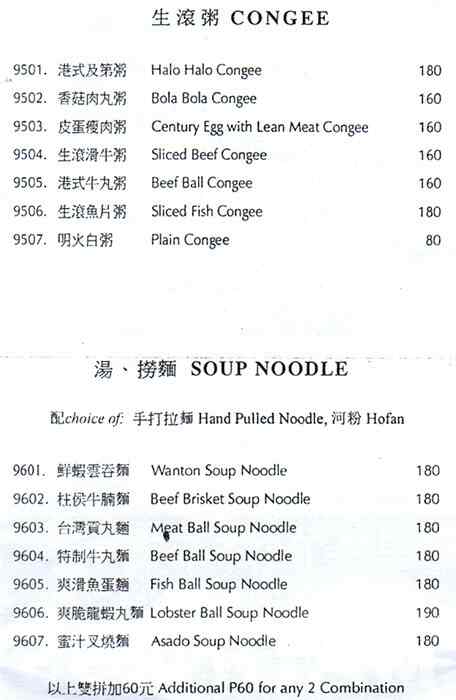 生滾粥 CONGEE
9501. 港式及第粥 Halo Halo Congee 180
9502. 香菇肉丸粥 Bola Bola Congee 160
9503. 皮蛋瘦肉粥 Century Egg with Lean Meat Congee 160
9504. 生滾滑牛粥 Sliced Beef Congee 160
9505. 港式牛丸粥 Beef Ball Congee 160
9506. 生滾魚片粥 Sliced Fish Congee 180
9507. 明火白粥 Plain Congee 80
湯、撈麵 SOUP NOODLE
配choice of: 手打拉麵 Hand Pulled Noodle, 河粉 Hofan
9601. 鮮蝦雲吞麵 Wanton Soup Noodle 180
9602. 柱侯牛腩麵 Beef Brisket Soup Noodle 180
9603. 台灣貢丸麵 Meat Ball Soup Noodle 180
9604. 特制牛丸麵 Beef Ball Soup Noodle 180
9605. 爽滑魚蛋麵 Fish Ball Soup Noodle 180
9606. 爽脆龍蝦丸麵 Lobster Ball Soup Noodle 190
9607. 蜜汁叉燒麵 Asado Soup Noodle 180
以上雙拼加60元 Additional P60 for any 2 Combination